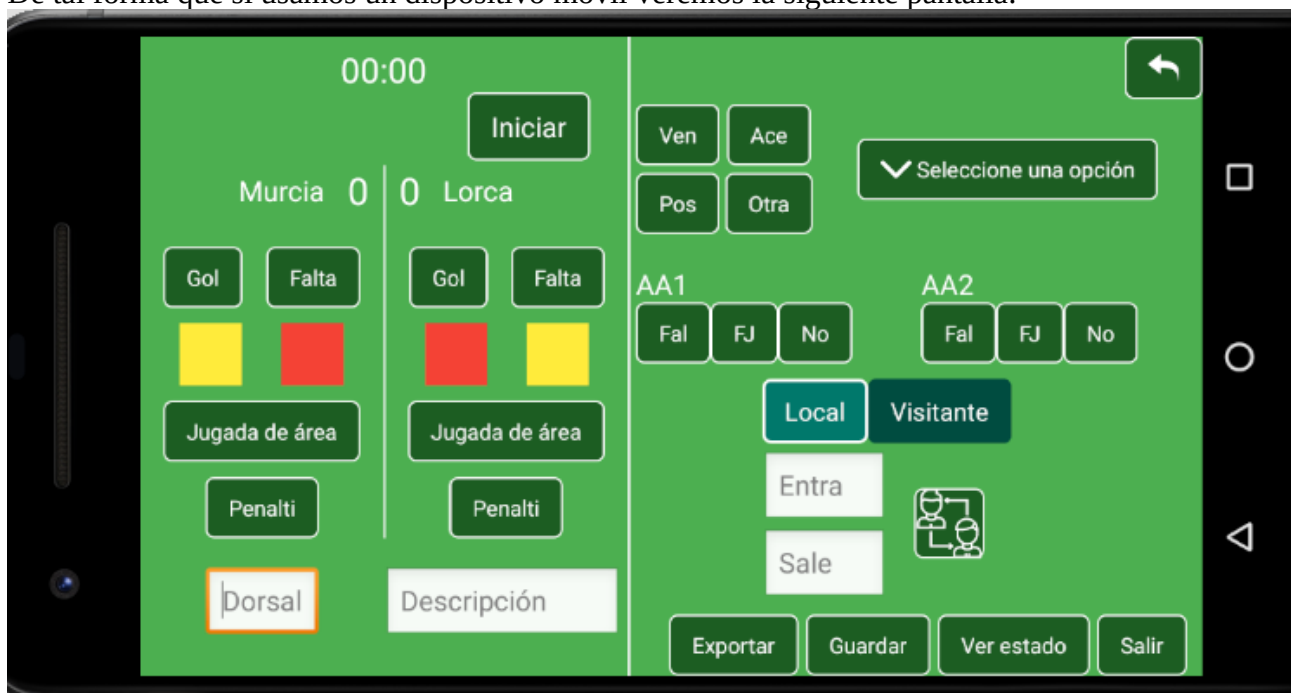 De tal forma que si usamos un dispositivo móvil veremos la siguiente pantalla:
00:00
Iniciar
Murcia 0 0 Lorca
Gol Falta Gol Falta
Jugada de área Jugada de área
Penalti Penalti
Dorsal Descripción
Ven Ace
Seleccione una opción
Pos Otra
AA1 AA2
Fal FJ No Fal FJ No
Local Visitante
Entra
Sale
Exportar Guardar Ver estado Salir